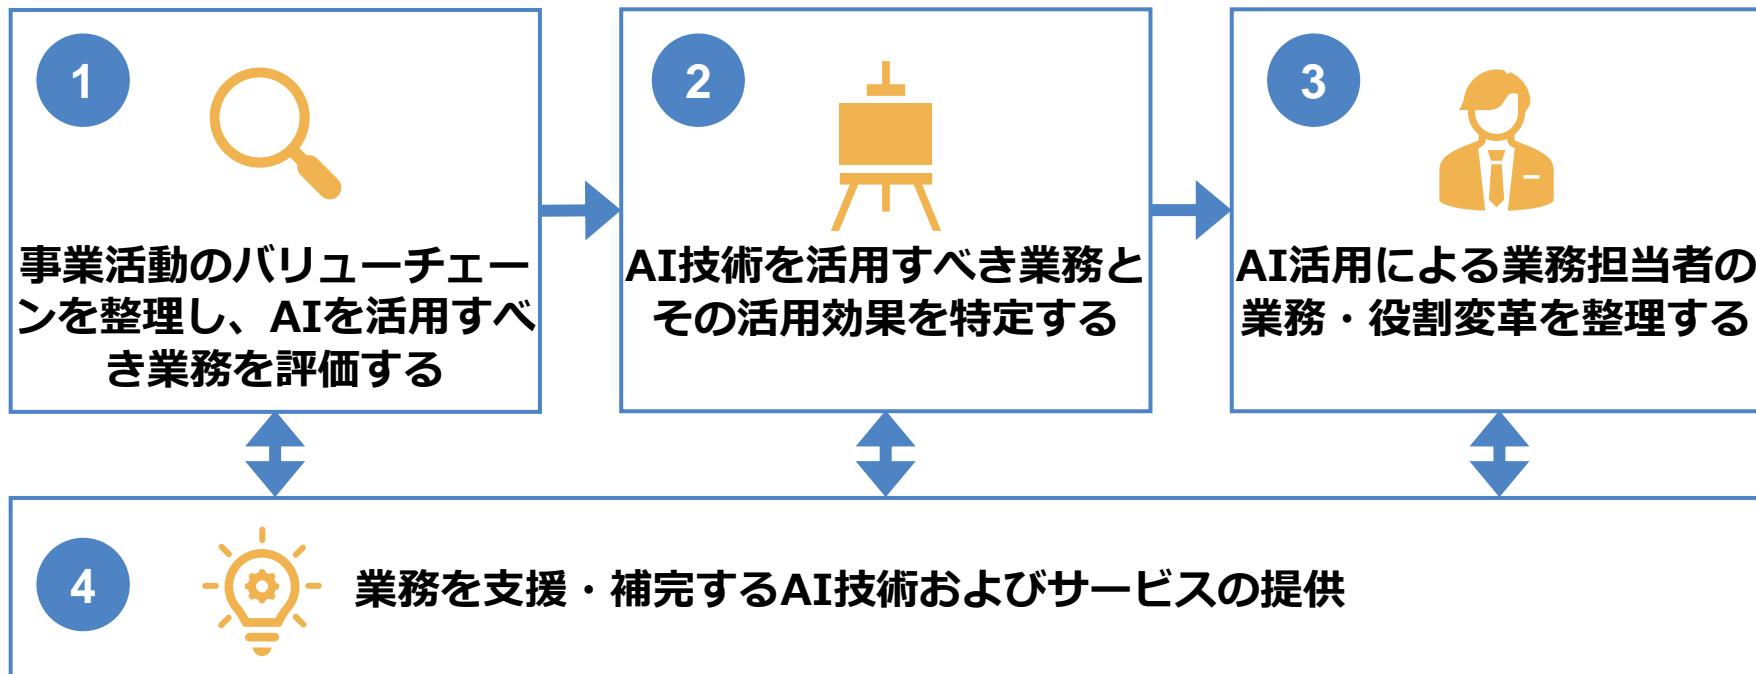 1
事業活動のバリューチェー
ンを整理し、AIを活用すべ
き業務を評価する
2
AI技術を活用すべき業務と
その活用効果を特定する
3
AI活用による業務担当者の
業務・役割変革を整理する
4
業務を支援・補完するAI技術およびサービスの提供